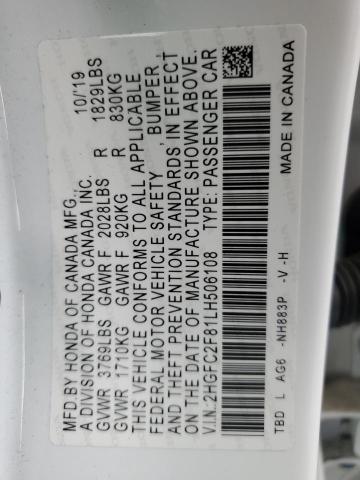 MFD BY HONDA OF CANADA MFG., 10/'19
A DIVISION OF HONDA CANADA INC.
GVWR 3769LBS GAWR F 2028LBS R 1829LBS
GVWR 1710KG GAWR F 920KG R 830KG
THIS VEHICLE CONFORMS TO ALL APPLICABLE
FEDERAL MOTOR VEHICLE SAFETY, BUMPER,
AND THEFT PREVENTION STANDARDS IN EFFECT
ON THE DATE OF MANUFACTURE SHOWN ABOVE.
V.I.N.:2HGFC2F81LH506108 TYPE: PASSENGER CAR
TBD L AG6 -NH883P -V -H MADE IN CANADA